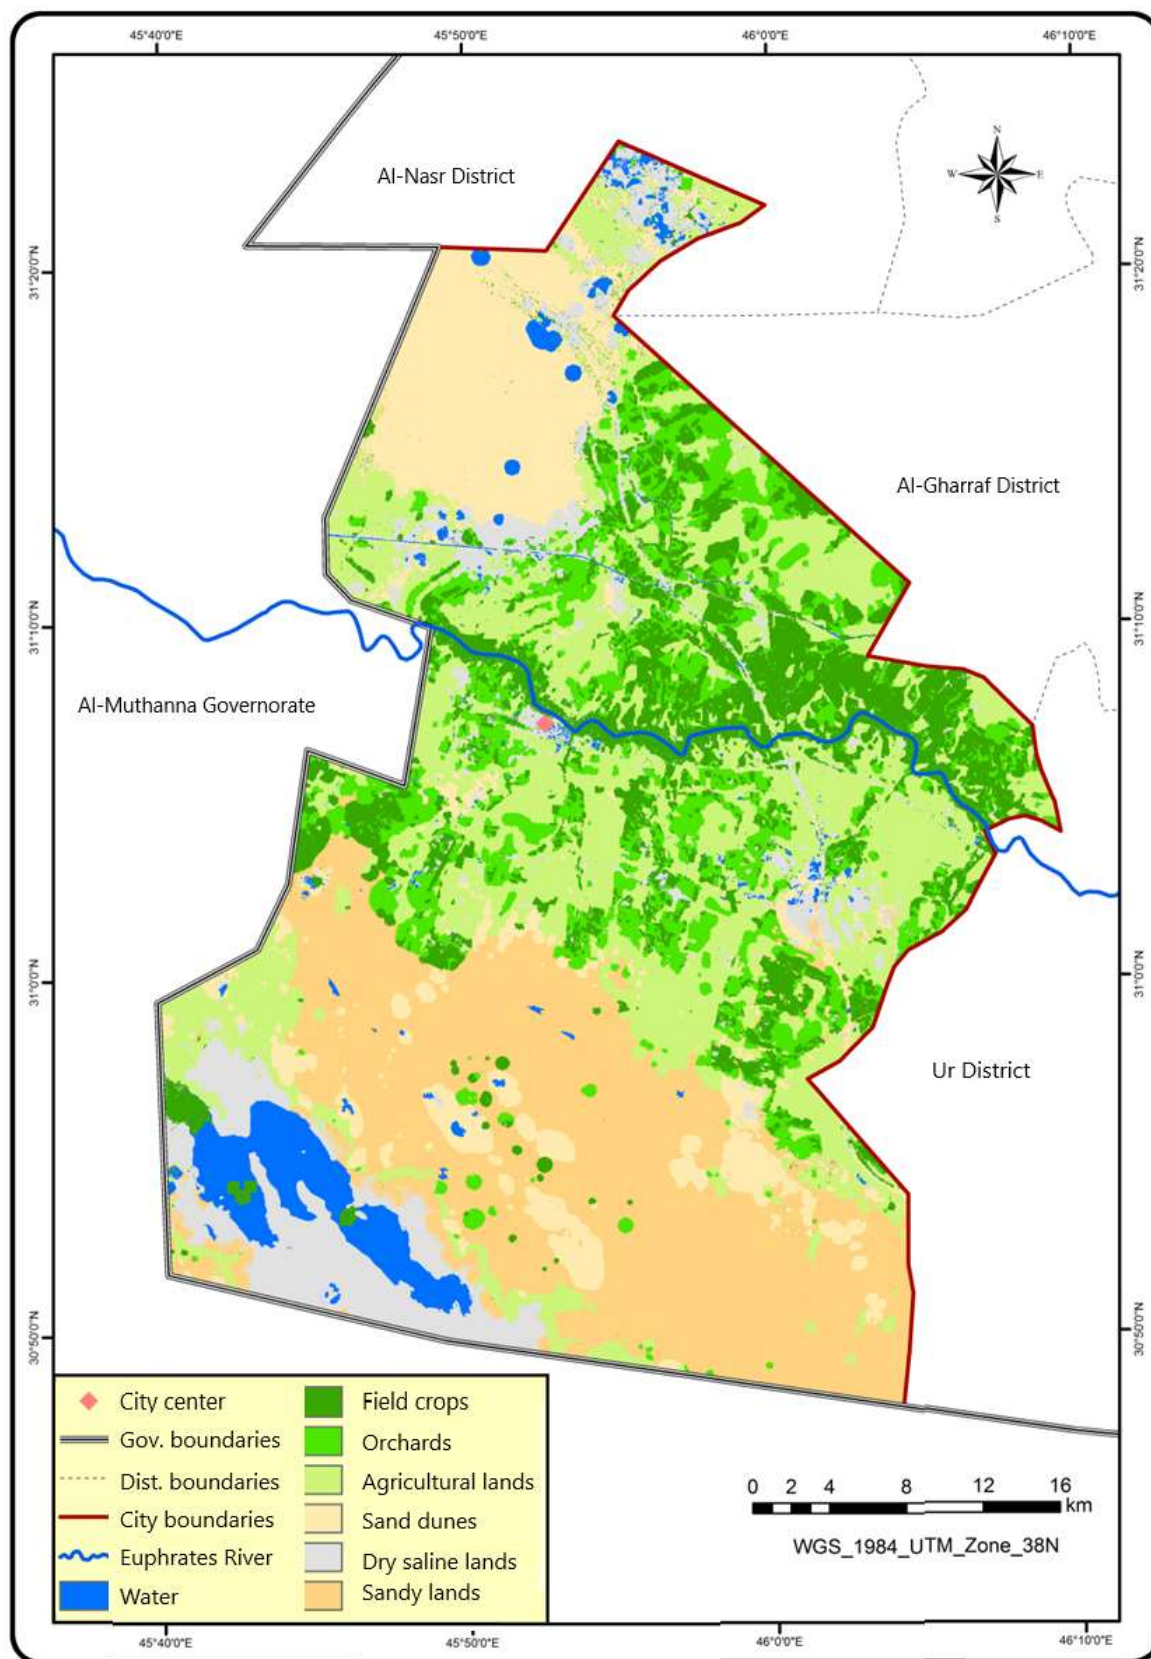 45°40'0"E 45°50'0"E 46°0'0"E 46°10'0"E
N
W E
S
Al-Nasr District
31°20'0"N 31°20'0"N
Al-Gharraf District
31°10'0"N 31°10'0"N
Al-Muthanna Governorate
31°0'0"N 31°0'0"N
Ur District
30°50'0"N 30°50'0"N
City center
Gov. boundaries
Dist. boundaries
City boundaries
Euphrates River
Water
Field crops
Orchards
Agricultural lands
Sand dunes
Dry saline lands
Sandy lands
0 2 4 8 12 16
km
WGS_1984_UTM_Zone_38N
45°40'0"E 45°50'0"E 46°0'0"E 46°10'0"E